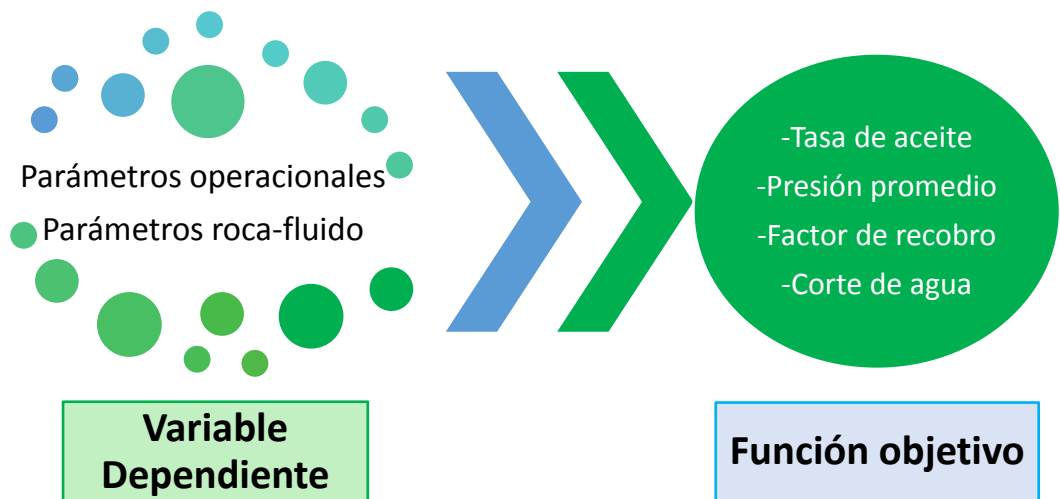 Parámetros operacionales
Parámetros roca-fluido
Variable
Dependiente
-Tasa de aceite
-Presión promedio
-Factor de recobro
-Corte de agua
Función objetivo